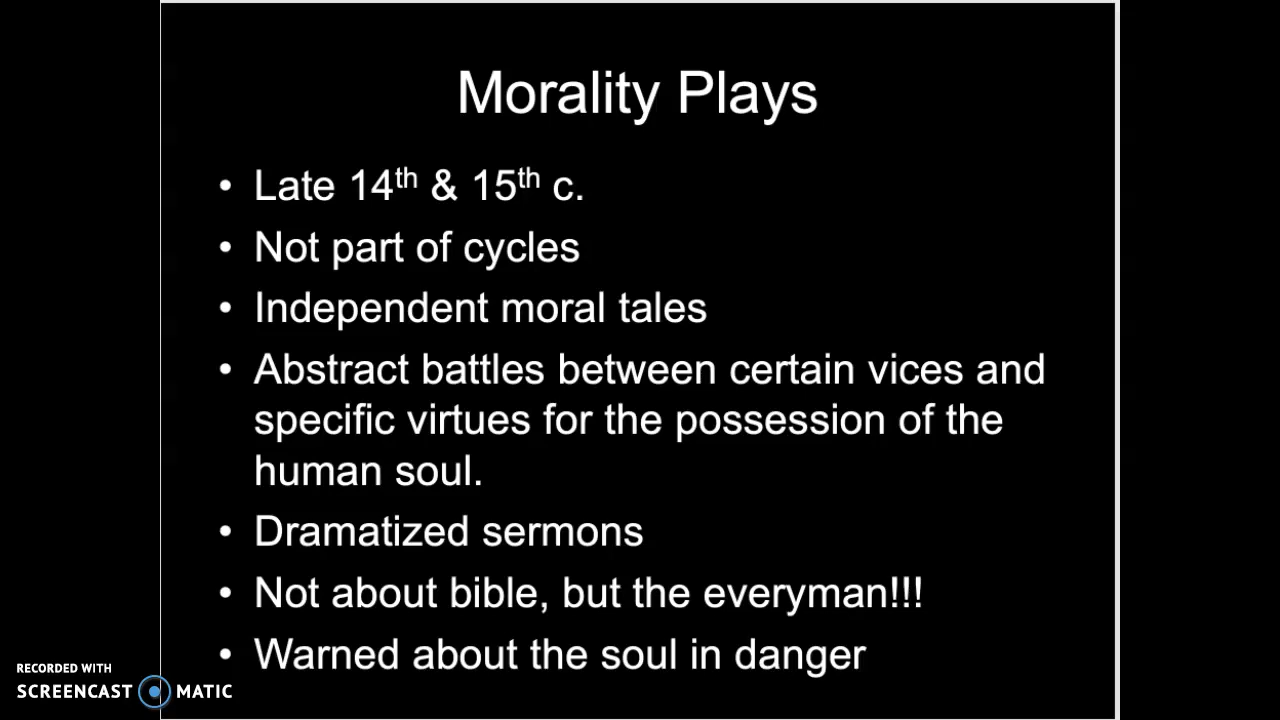 Morality Plays
• Late 14th & 15th c.
• Not part of cycles
• Independent moral tales
• Abstract battles between certain vices and
specific virtues for the possession of the
human soul.
• Dramatized sermons
• Not about bible, but the everyman!!!
• Warned about the soul in danger
RECORDED WITH
SCREENCAST MATIC